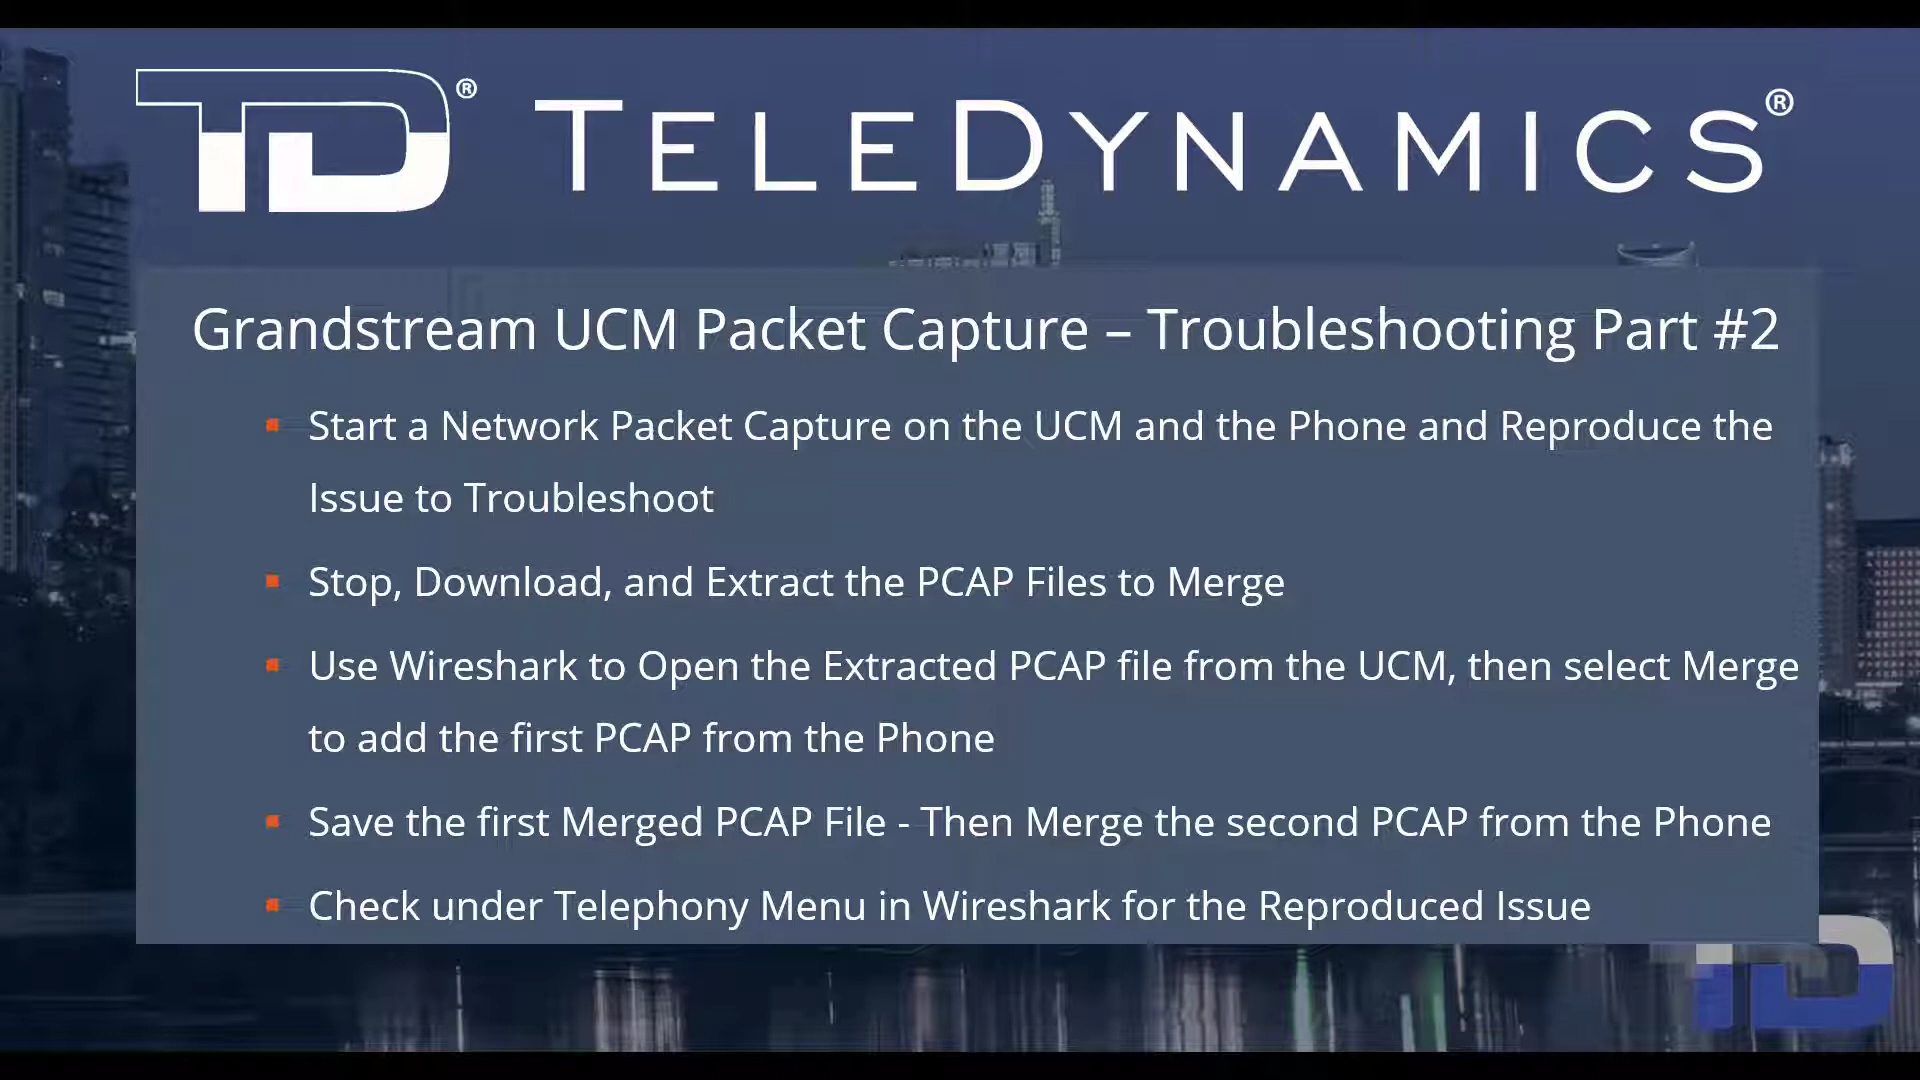 TD® TELEDYNAMICS®
Grandstream UCM Packet Capture – Troubleshooting Part #2
Start a Network Packet Capture on the UCM and the Phone and Reproduce the
Issue to Troubleshoot
Stop, Download, and Extract the PCAP Files to Merge
Use Wireshark to Open the Extracted PCAP file from the UCM, then select Merge
to add the first PCAP from the Phone
Save the first Merged PCAP File - Then Merge the second PCAP from the Phone
Check under Telephony Menu in Wireshark for the Reproduced Issue
TD